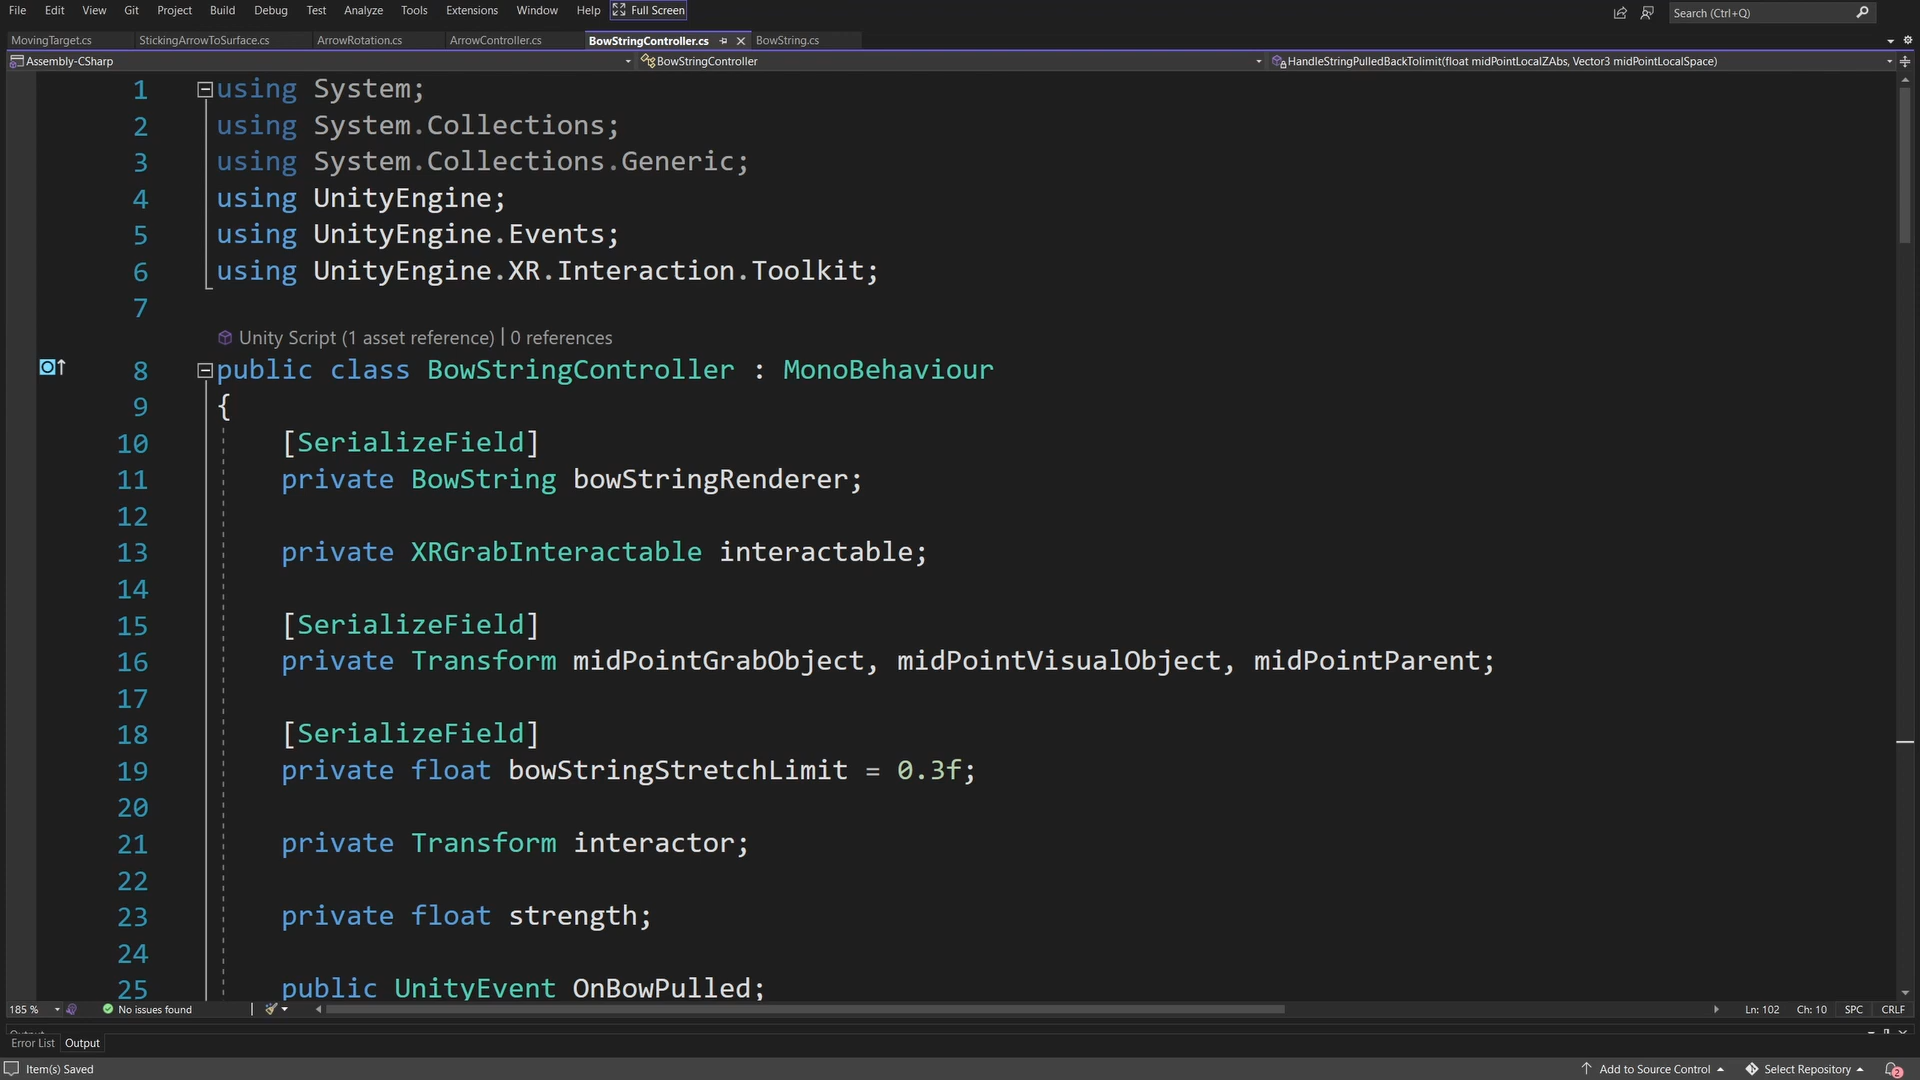 File Edit View Git Project Build Debug Test Analyze Tools Extensions Window Help Full Screen Search (Ctrl+Q)
MovingTarget.cs StickingArrowToSurface.cs ArrowRotation.cs ArrowController.cs BowStringController.cs BowString.cs
Assembly-CSharp BowStringController HandleStringPulledBackTolimit(float midPointLocalZAbs, Vector3 midPointLocalSpace)
1 using System;
2 using System.Collections;
3 using System.Collections.Generic;
4 using UnityEngine;
5 using UnityEngine.Events;
6 using UnityEngine.XR.Interaction.Toolkit;
7
Unity Script (1 asset reference) | 0 references
8 public class BowStringController : MonoBehaviour
9 {
10 [SerializeField]
11 private BowString bowStringRenderer;
12
13 private XRGrabInteractable interactable;
14
15 [SerializeField]
16 private Transform midPointGrabObject, midPointVisualObject, midPointParent;
17
18 [SerializeField]
19 private float bowStringStretchLimit = 0.3f;
20
21 private Transform interactor;
22
23 private float strength;
24
25 public UnityEvent OnBowPulled;
185 % No issues found Ln: 102 Ch: 10 SPC CRLF
Output
Error List Output
Item(s) Saved Add to Source Control Select Repository 2